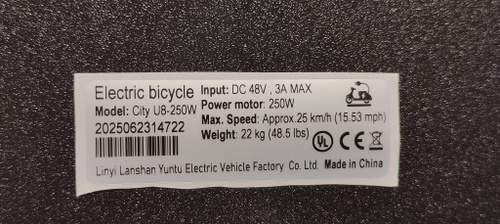 Electric bicycle
Model: City U8-250W
2025062314722
Input: DC 48V , 3A MAX
Power motor: 250W
Max. Speed: Approx.25 km/h (15.53 mph)
Weight: 22 kg (48.5 lbs)
UL CE
Linyi Lanshan Yuntu Electric Vehicle Factory Co. Ltd. Made in China